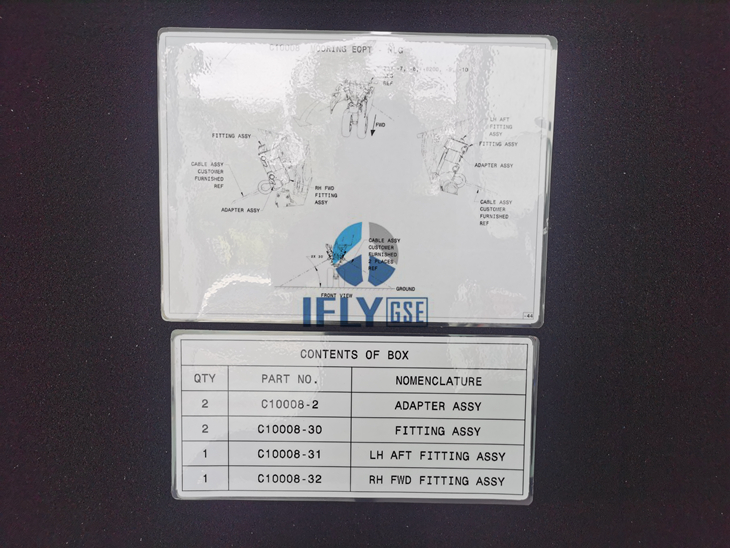 FWD
LH AFT
FITTING
ASSY
FITTING ASSY
FITTING ASSY
CABLE ASSY
CUSTOMER
FURNISHED
REF
ADAPTER ASSY
RH FWD
FITTING
ASSY
ADAPTER ASSY
CABLE ASSY
CUSTOMER
FURNISHED
REF
CABLE ASSY
CUSTOMER
FURNISHED
2 PLACES
REF
GROUND
FRONT VIEW
IFLY GSE
CONTENTS OF BOX
QTY PART NO. NOMENCLATURE
2 C10008-2 ADAPTER ASSY
2 C10008-30 FITTING ASSY
1 C10008-31 LH AFT FITTING ASSY
1 C10008-32 RH FWD FITTING ASSY